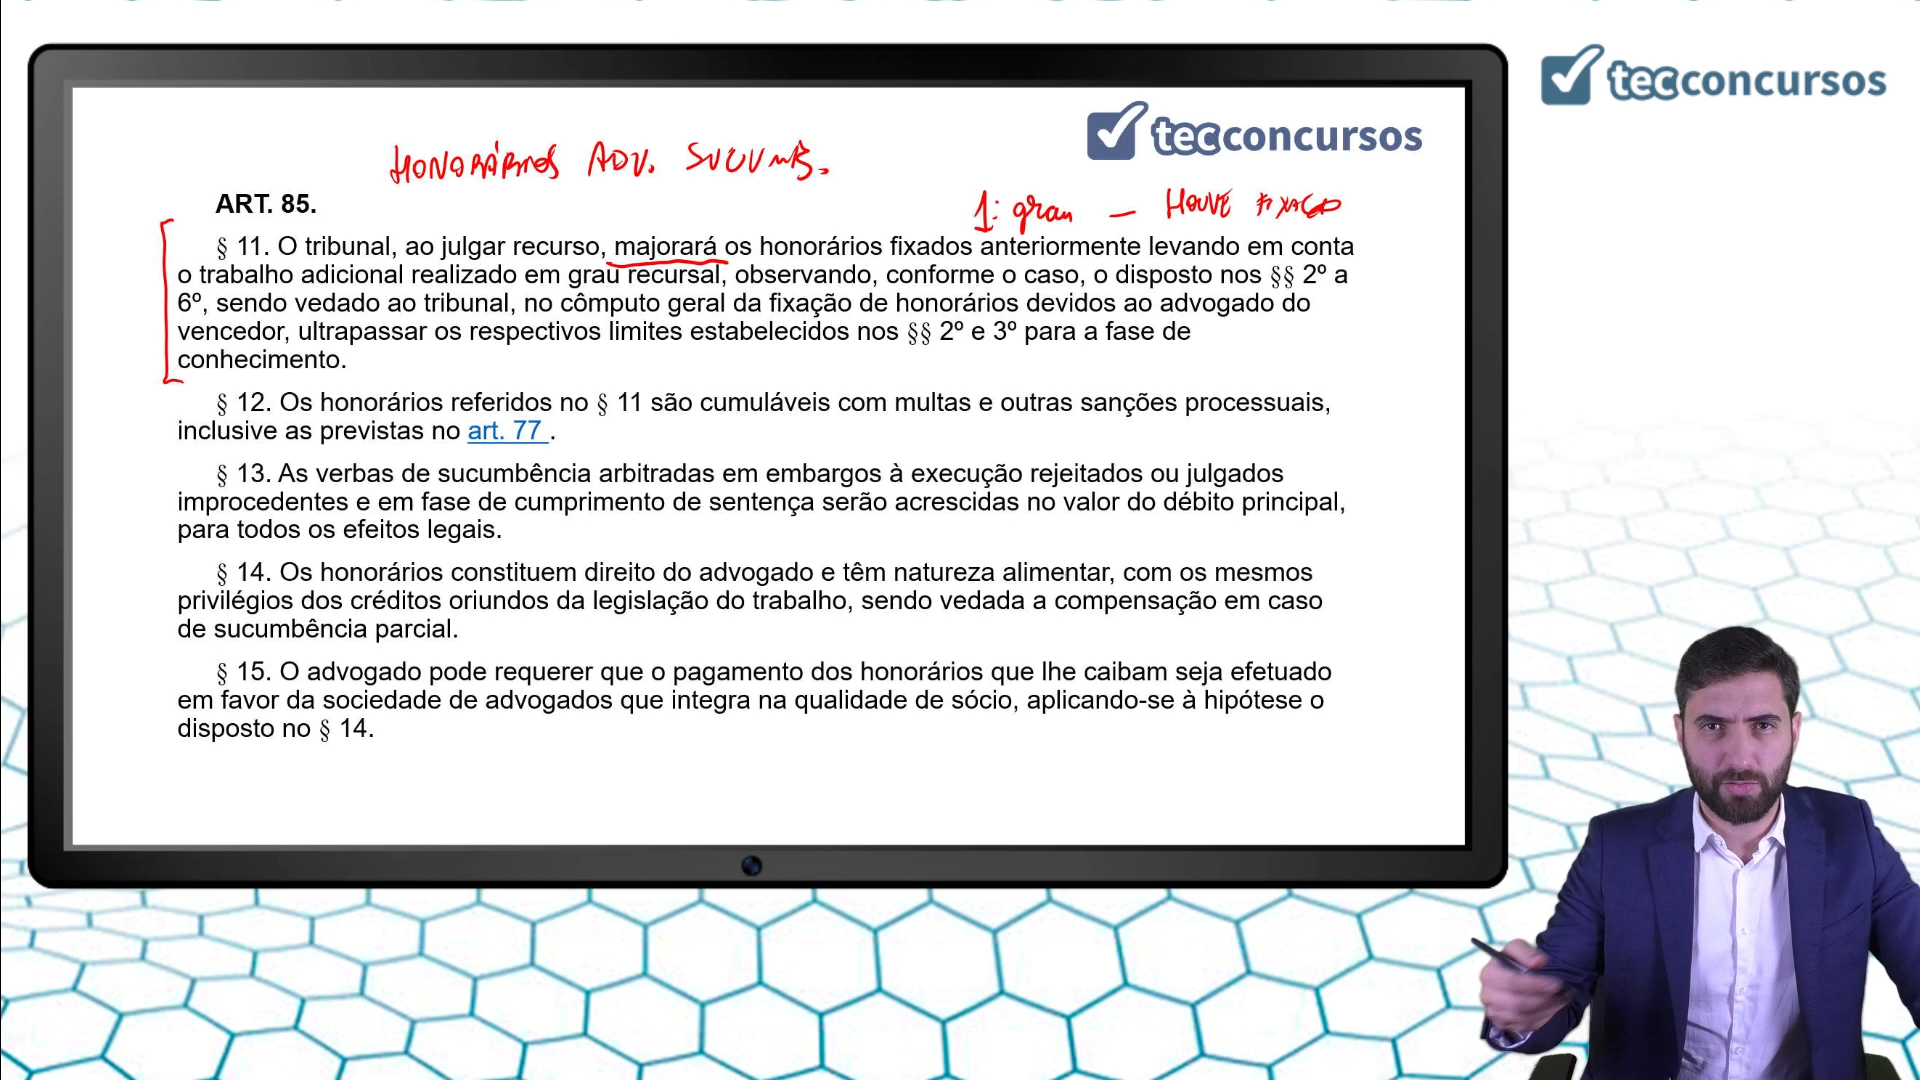 tecconcursos
tecconcursos
HONORÁRIOS ADV. SUCUMB.
ART. 85.
1º grau — HOUVE FIXAÇÃO
§ 11. O tribunal, ao julgar recurso, majorará os honorários fixados anteriormente levando em conta
o trabalho adicional realizado em grau recursal, observando, conforme o caso, o disposto nos §§ 2º a
6º, sendo vedado ao tribunal, no cômputo geral da fixação de honorários devidos ao advogado do
vencedor, ultrapassar os respectivos limites estabelecidos nos §§ 2º e 3º para a fase de
conhecimento.
§ 12. Os honorários referidos no § 11 são cumuláveis com multas e outras sanções processuais,
inclusive as previstas no art. 77 .
§ 13. As verbas de sucumbência arbitradas em embargos à execução rejeitados ou julgados
improcedentes e em fase de cumprimento de sentença serão acrescidas no valor do débito principal,
para todos os efeitos legais.
§ 14. Os honorários constituem direito do advogado e têm natureza alimentar, com os mesmos
privilégios dos créditos oriundos da legislação do trabalho, sendo vedada a compensação em caso
de sucumbência parcial.
§ 15. O advogado pode requerer que o pagamento dos honorários que lhe caibam seja efetuado
em favor da sociedade de advogados que integra na qualidade de sócio, aplicando-se à hipótese o
disposto no § 14.